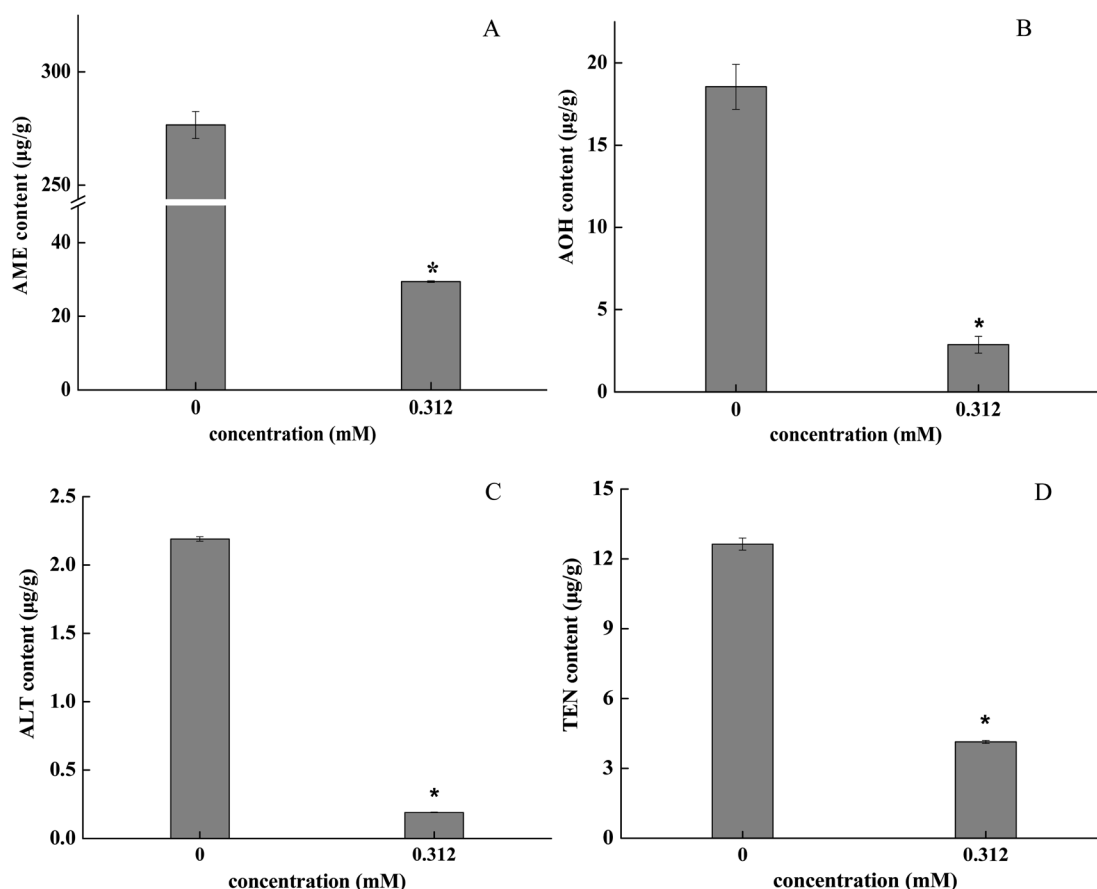 A
AME content (μg/g)
300
250
40
20
0
*
0 0.312
concentration (mM)
B
AOH content (μg/g)
20
15
10
5
0
*
0 0.312
concentration (mM)
C
ALT content (μg/g)
2.5
2.0
1.5
1.0
0.5
0.0
*
0 0.312
concentration (mM)
D
TEN content (μg/g)
15
12
9
6
3
0
*
0 0.312
concentration (mM)